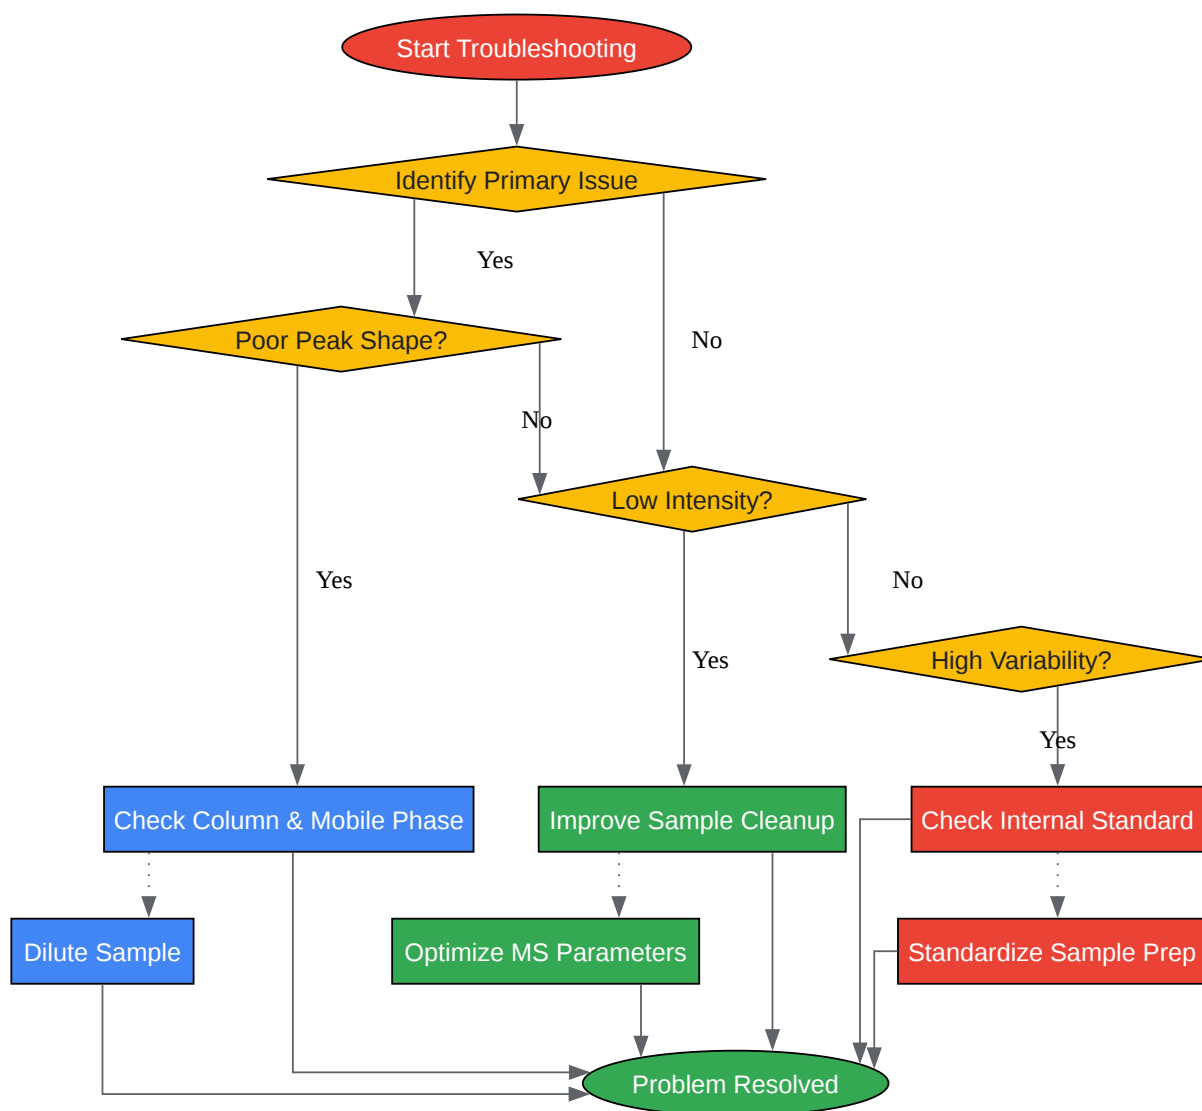 Start Troubleshooting
Identify Primary Issue
Yes
Poor Peak Shape?
No
No
Low Intensity?
Yes
No
High Variability?
Yes
Yes
Check Column & Mobile Phase
Improve Sample Cleanup
Check Internal Standard
Dilute Sample
Optimize MS Parameters
Standardize Sample Prep
Problem Resolved